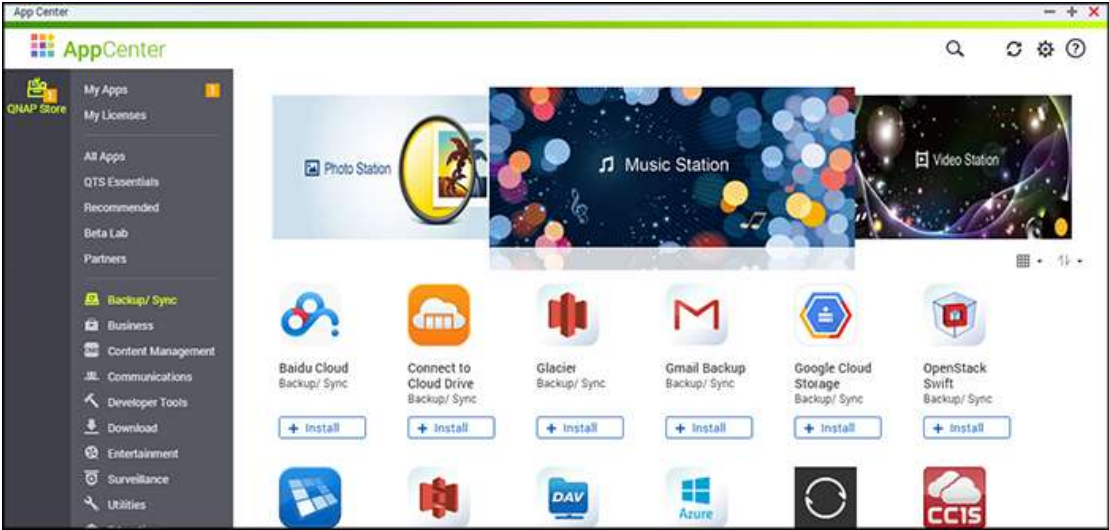 App Center
AppCenter
QNAP Store
1
My Apps 1
My Licenses
All Apps
QTS Essentials
Recommended
Beta Lab
Partners
Backup/ Sync
Business
Content Management
Communications
Developer Tools
Download
Entertainment
Surveillance
Utilities
Photo Station
Music Station
Video Station
Baidu Cloud
Backup/ Sync
+ Install
Connect to
Cloud Drive
Backup/ Sync
+ Install
Glacier
Backup/ Sync
+ Install
Gmail Backup
Backup/ Sync
+ Install
Google Cloud
Storage
Backup/ Sync
+ Install
OpenStack
Swift
Backup/ Sync
+ Install
DAV
Azure
CC1S